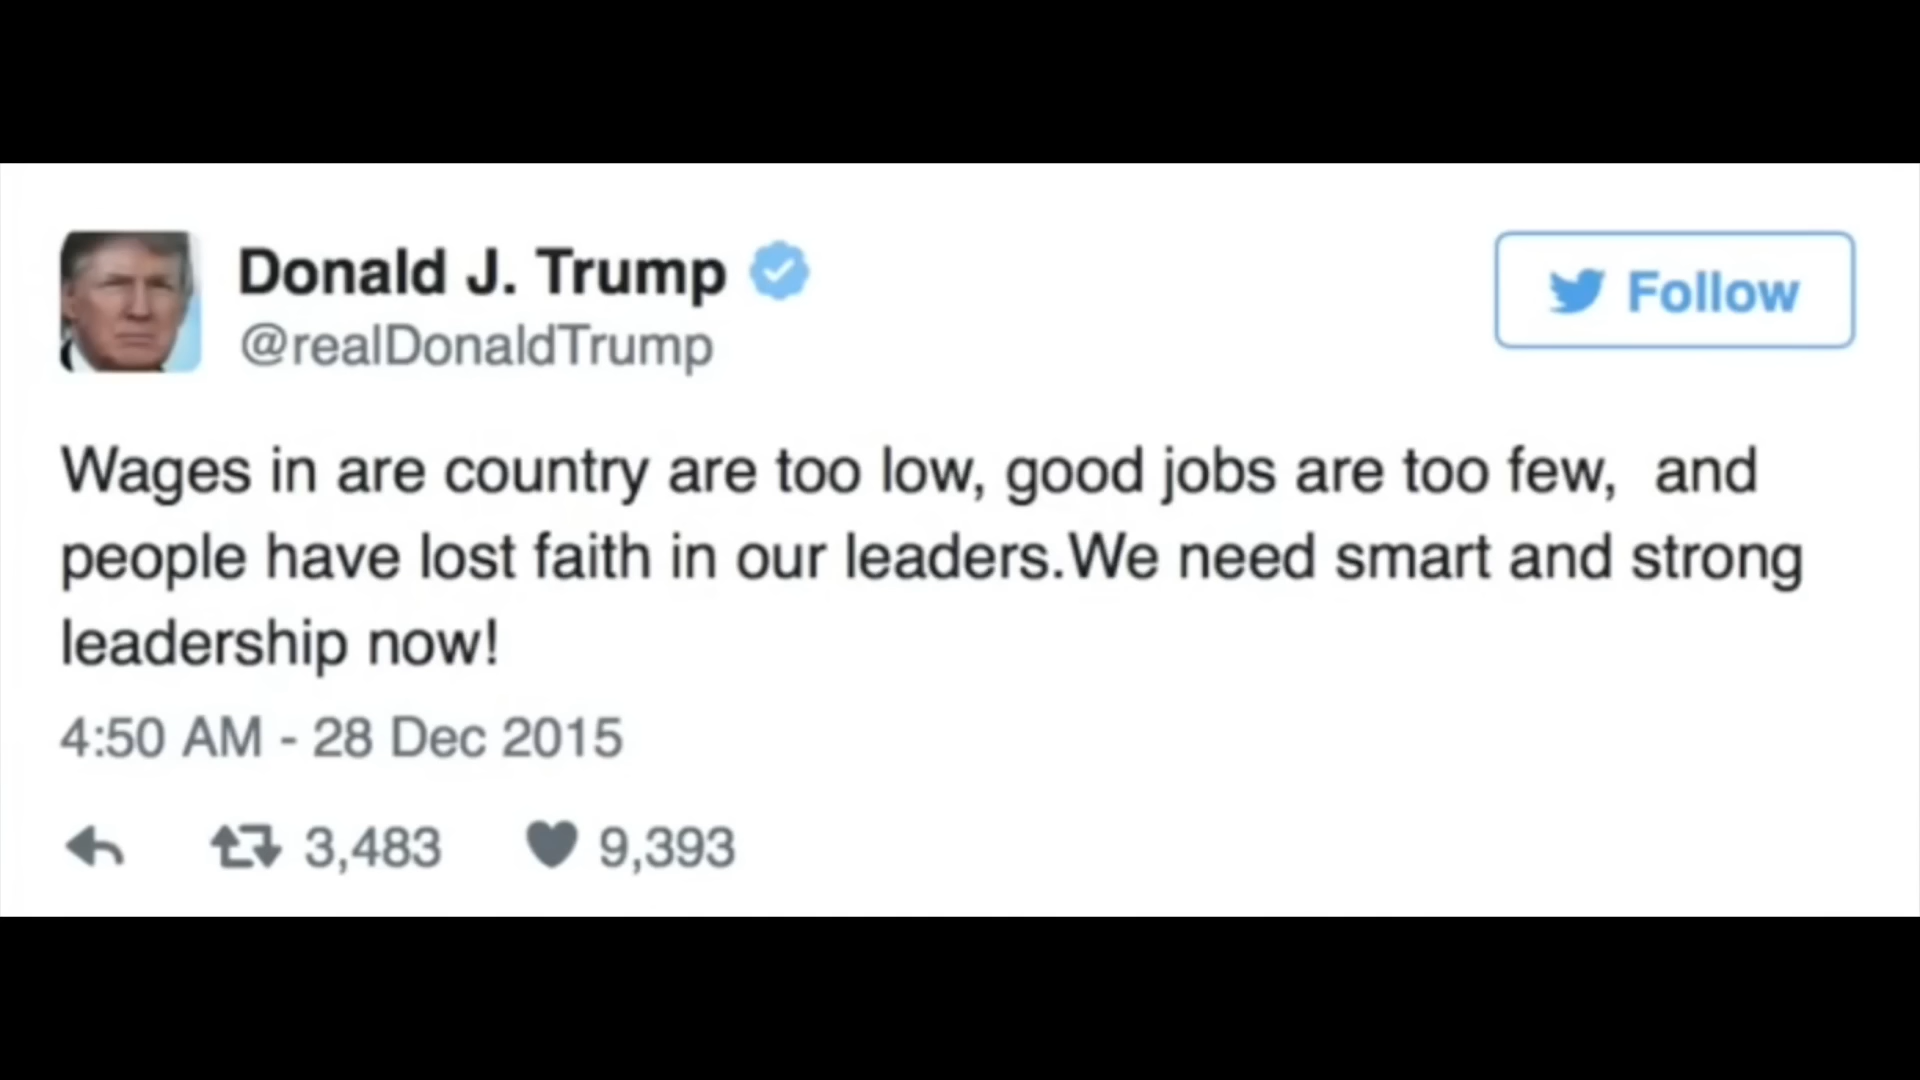 Donald J. Trump
Follow
@realDonaldTrump
Wages in are country are too low, good jobs are too few,  and
people have lost faith in our leaders.We need smart and strong
leadership now!
4:50 AM - 28 Dec 2015
3,483 9,393